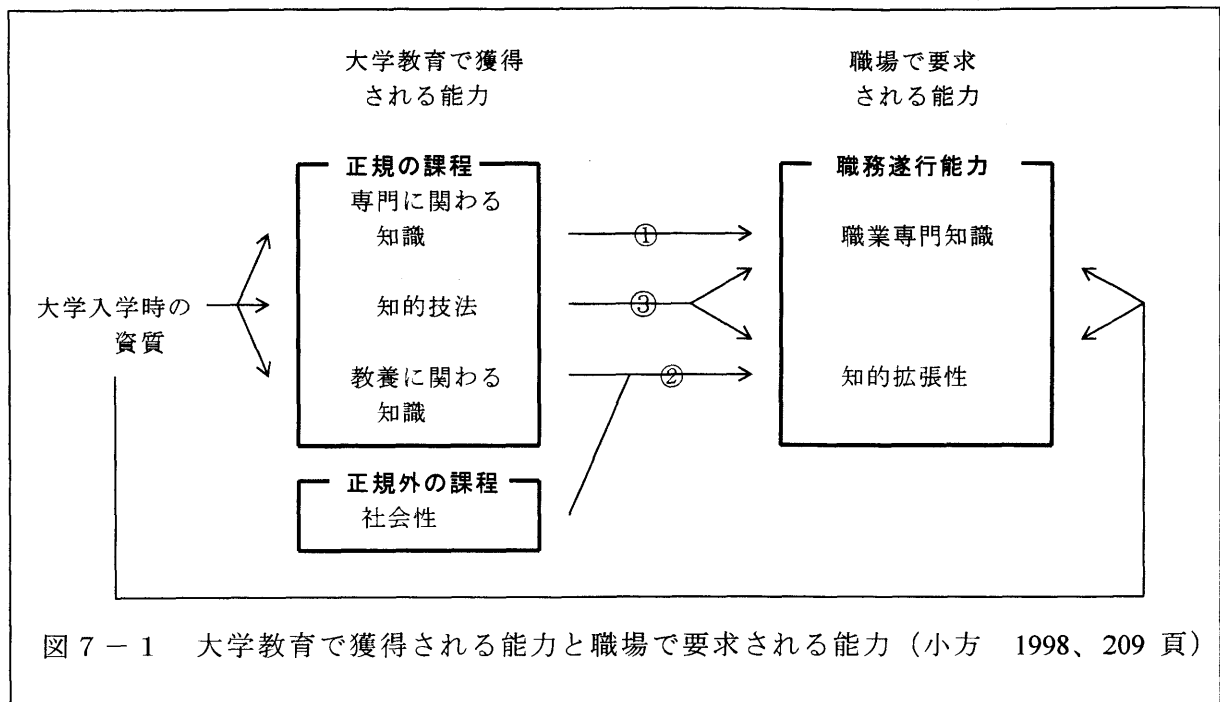 大学教育で獲得
される能力
職場で要求
される能力
正規の課程
専門に関わる
知識
知的技法
教養に関わる
知識
正規外の課程
社会性
大学入学時の
資質
①
③
②
職務遂行能力
職業専門知識
知的拡張性
図7－1 大学教育で獲得される能力と職場で要求される能力（小方 1998、209 頁）